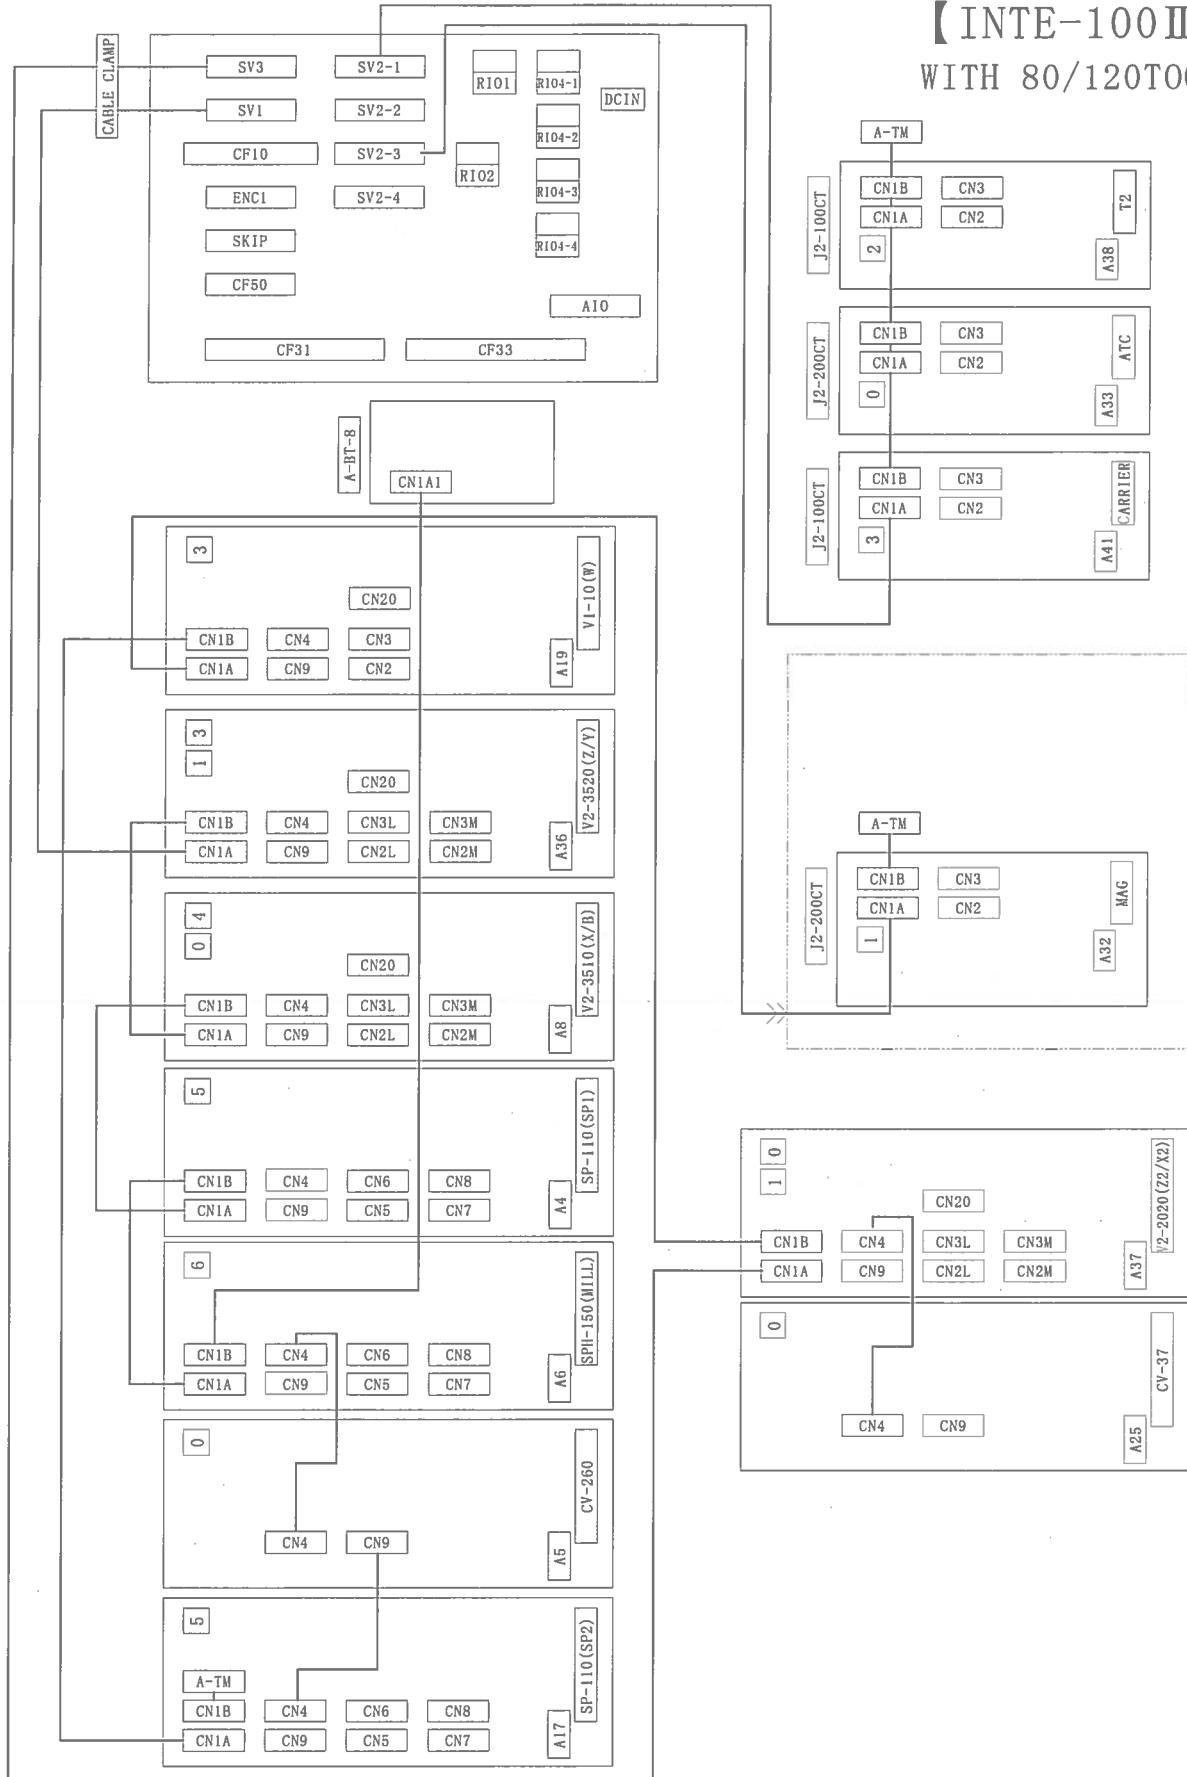 【INTE-100Ⅱ
WITH 80/120TO
CABLE CLAMP
SV3
SV2-1
SV1
SV2-2
CF10
SV2-3
ENC1
SV2-4
SKIP
CF50
RIO1
RIO2
RIO4-1
RIO4-2
RIO4-3
RIO4-4
DCIN
AIO
CF31
CF33
A-BT-8
CN1A1
3
CN20
CN1B CN4 CN3
CN1A CN9 CN2
A19
V1-10(W)
3
1
CN20
CN1B CN4 CN3L CN3M
CN1A CN9 CN2L CN2M
A36
V2-3520(Z/Y)
4
0
CN20
CN1B CN4 CN3L CN3M
CN1A CN9 CN2L CN2M
A8
V2-3510(X/B)
5
CN1B CN4 CN6 CN8
CN1A CN9 CN5 CN7
A4
SP-110(SP1)
6
CN1B CN4 CN6 CN8
CN1A CN9 CN5 CN7
A6
SPH-150(MILL)
0
CN4 CN9
A5
CV-260
5
A-TM
CN1B CN4 CN6 CN8
CN1A CN9 CN5 CN7
A17
SP-110(SP2)
A-TM
J2-100CT
CN1B CN3
CN1A CN2
2
A38
T2
J2-200CT
CN1B CN3
CN1A CN2
0
A33
ATC
J2-100CT
CN1B CN3
CN1A CN2
3
A41
CARRIER
A-TM
J2-200CT
CN1B CN3
CN1A CN2
1
A32
MAG
0
1
CN20
CN1B CN4 CN3L CN3M
CN1A CN9 CN2L CN2M
A37
V2-2020(Z2/X2)
0
CN4 CN9
A25
CV-37